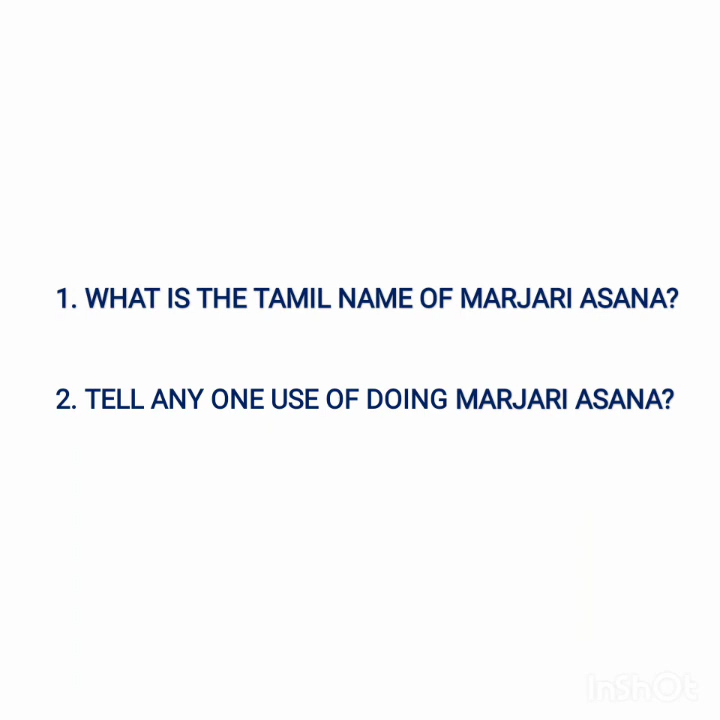 1. WHAT IS THE TAMIL NAME OF MARJARI ASANA?
2. TELL ANY ONE USE OF DOING MARJARI ASANA?
InShOt